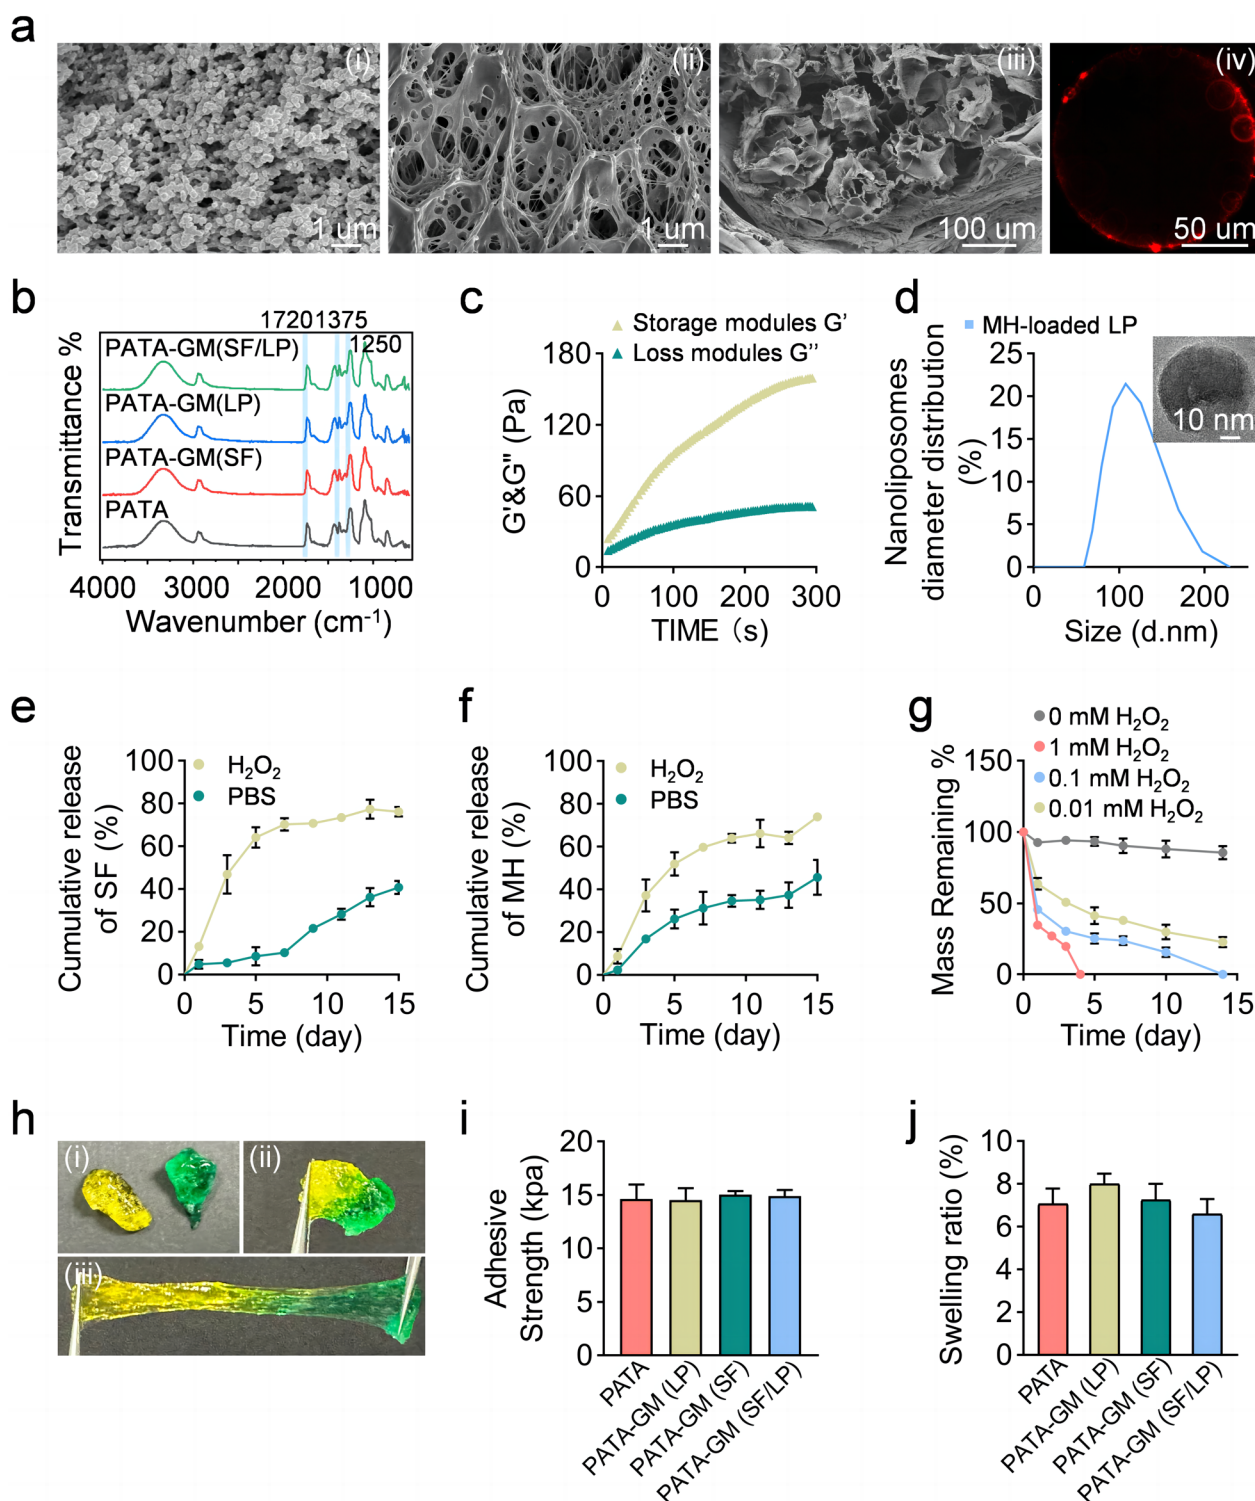 a
(i)
(ii)
(iii)
(iv)
1 um
1 um
100 um
50 um
b
17201375
1250
PATA-GM(SF/LP)
PATA-GM(LP)
PATA-GM(SF)
PATA
Transmittance %
4000 3000 2000 1000
Wavenumber (cm⁻¹)
c
Storage modules G'
Loss modules G''
G'&G" (Pa)
180
120
60
0
0 100 200 300
TIME (s)
d
MH-loaded LP
Nanoliposomes
diameter distribution
(%)
25
20
15
10
5
0
10 nm
0 100 200
Size (d.nm)
e
H₂O₂
PBS
Cumulative release
of SF (%)
100
80
60
40
20
0
0 5 10 15
Time (day)
f
H₂O₂
PBS
Cumulative release
of MH (%)
100
80
60
40
20
0
0 5 10 15
Time (day)
g
0 mM H₂O₂
1 mM H₂O₂
0.1 mM H₂O₂
0.01 mM H₂O₂
Mass Remaining %
150
100
50
0
0 5 10 15
Time (day)
h
(i)
(ii)
(iii)
i
Adhesive
Strength (kpa)
20
15
10
5
0
PATA
PATA-GM (LP)
PATA-GM (SF)
PATA-GM (SF/LP)
j
Swelling ratio (%)
10
8
6
4
2
0
PATA
PATA-GM (LP)
PATA-GM (SF)
PATA-GM (SF/LP)